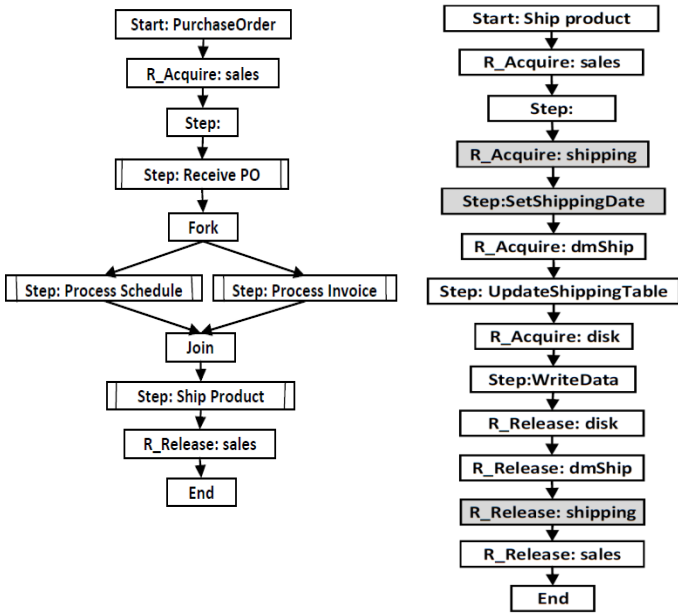 Start: PurchaseOrder
R_Acquire: sales
Step:
Step: Receive PO
Fork
Step: Process Schedule
Step: Process Invoice
Join
Step: Ship Product
R_Release: sales
End
Start: Ship product
R_Acquire: sales
Step:
R_Acquire: shipping
Step:SetShippingDate
R_Acquire: dmShip
Step: UpdateShippingTable
R_Acquire: disk
Step:WriteData
R_Release: disk
R_Release: dmShip
R_Release: shipping
R_Release: sales
End